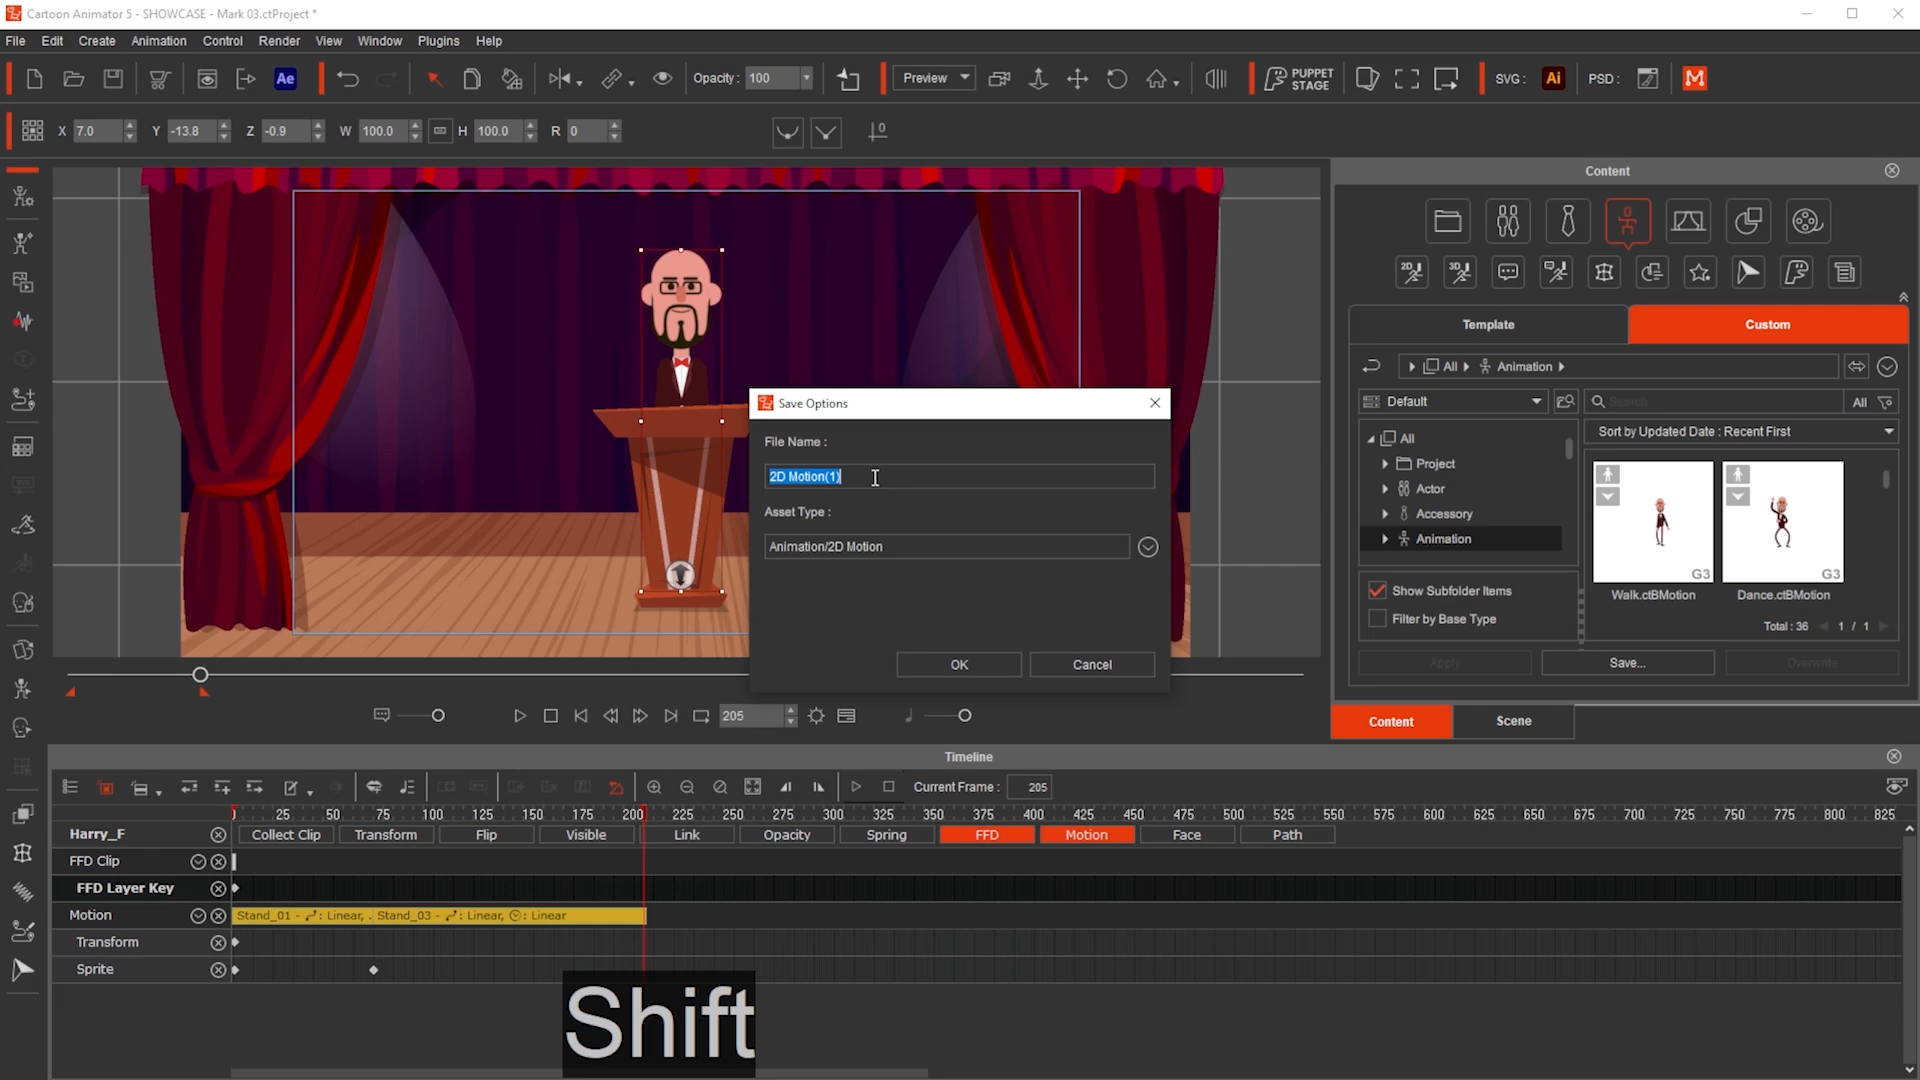 Cartoon Animator 5 - SHOWCASE - Mark 03.ctProject *
File Edit Create Animation Control Render View Window Plugins Help
Ae Opacity : 100 Preview PUPPET STAGE SVG : Ai PSD :
X 7.0 Y -13.8 Z -0.9 W 100.0 H 100.0 R 0
Content
Template Custom
All Animation
Default Search All
Sort by Updated Date : Recent First
All
Project
Actor
Accessory
Animation
G3 G3
Walk.ctBMotion Dance.ctBMotion
Show Subfolder Items
Filter by Base Type
Total : 36 1 / 1
Apply Save... Overwrite
Content Scene
Save Options
File Name :
2D Motion(1)
Asset Type :
Animation/2D Motion
OK Cancel
205
Timeline
Current Frame : 205
25 50 75 100 125 150 175 200 225 250 275 300 325 350 375 400 425 450 475 500 525 550 575 600 625 650 675 700 725 750 775 800 825
Harry_F Collect Clip Transform Flip Visible Link Opacity Spring FFD Motion Face Path
FFD Clip
FFD Layer Key
Motion Stand_01 - : Linear, . Stand_03 - : Linear, : Linear
Transform
Sprite
Shift